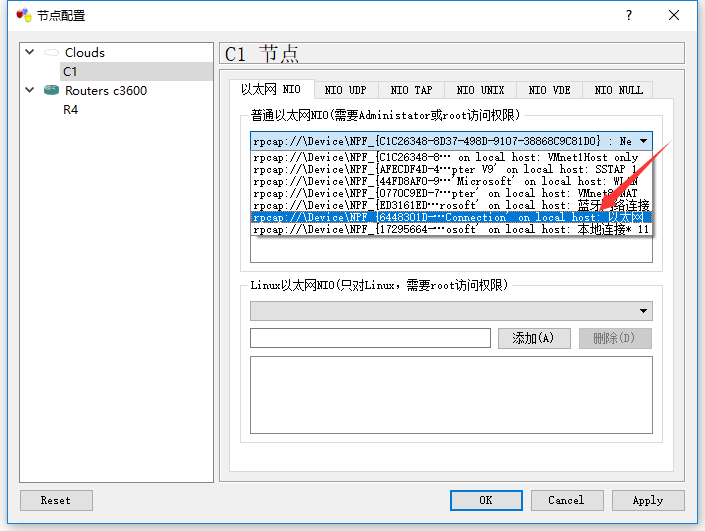 节点配置
?
Clouds
C1
Routers c3600
R4
C1 节点
以太网 NIO
NIO UDP
NIO TAP
NIO UNIX
NIO VDE
NIO NULL
普通以太网NIO(需要Administator或root访问权限)
rpcap://\Device\NPF_{C1C26348-8D37-498D-9107-38868C9C81D0} : Ne
rpcap://\Device\NPF_{C1C26348-8··· on local host: VMnet1Host only
rpcap://\Device\NPF_{AFECDF4D-4···pter V9' on local host: SSTAP 1
rpcap://\Device\NPF_{44FD8AF0-9···'Microsoft' on local host: WLAN
rpcap://\Device\NPF_{0770C9ED-7···pter' on local host: VMnet8 NAT
rpcap://\Device\NPF_{ED3161ED···rosoft' on local host: 蓝牙网络连接
rpcap://\Device\NPF_{6448301D-···Connection' on local host: 以太网
rpcap://\Device\NPF_{17295664-···osoft' on local host: 本地连接* 11
Linux以太网NIO(只对Linux，需要root访问权限)
添加(A)
删除(D)
Reset
OK
Cancel
Apply